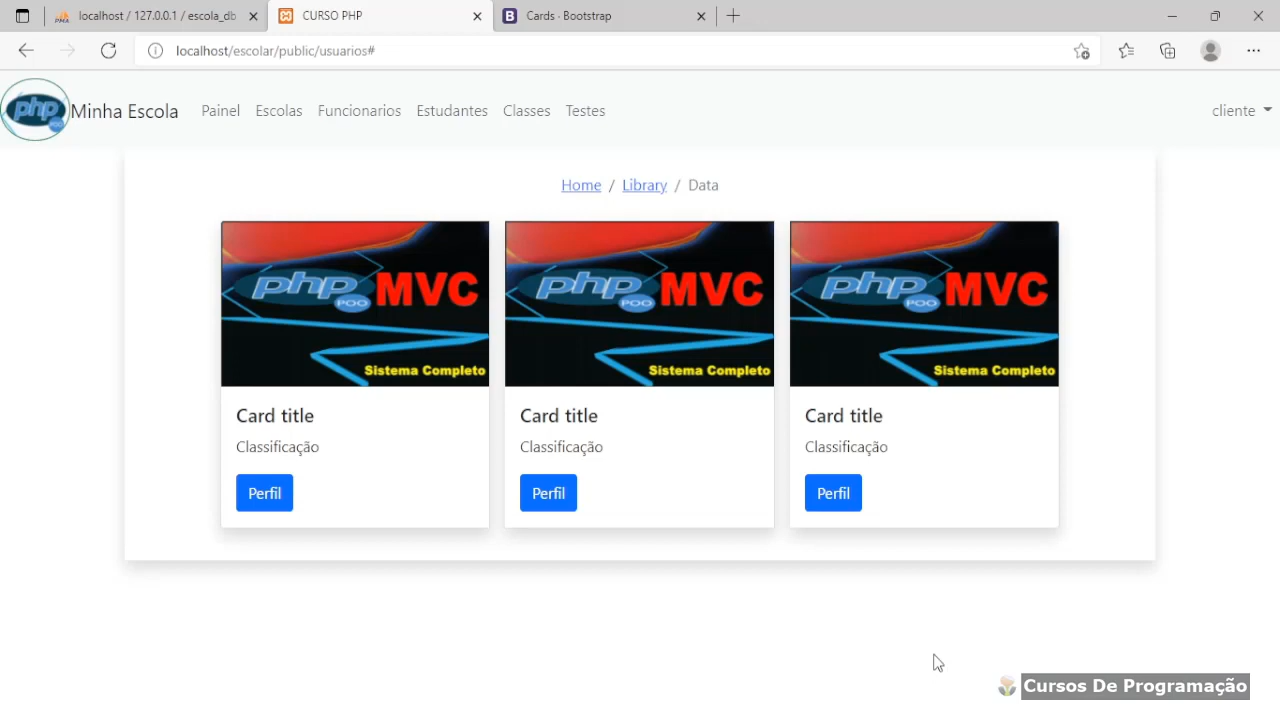 localhost / 127.0.0.1 / escola_db
CURSO PHP
Cards · Bootstrap
localhost/escolar/public/usuarios#
php
Minha Escola
Painel
Escolas
Funcionarios
Estudantes
Classes
Testes
cliente
Home / Library / Data
php POO MVC
Sistema Completo
Card title
Classificação
Perfil
php POO MVC
Sistema Completo
Card title
Classificação
Perfil
php POO MVC
Sistema Completo
Card title
Classificação
Perfil
Cursos De Programação